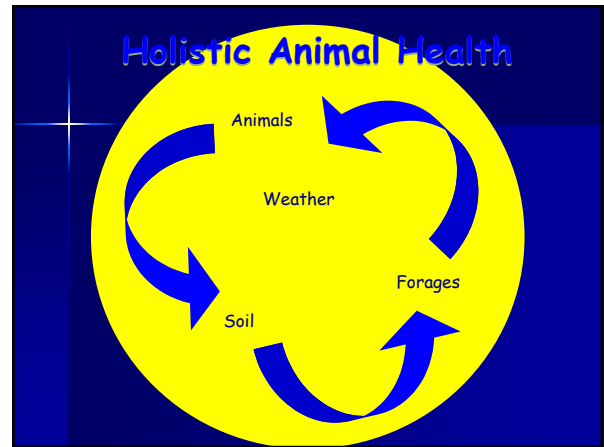 Holistic Animal Health
Animals
Weather
Forages
Soil